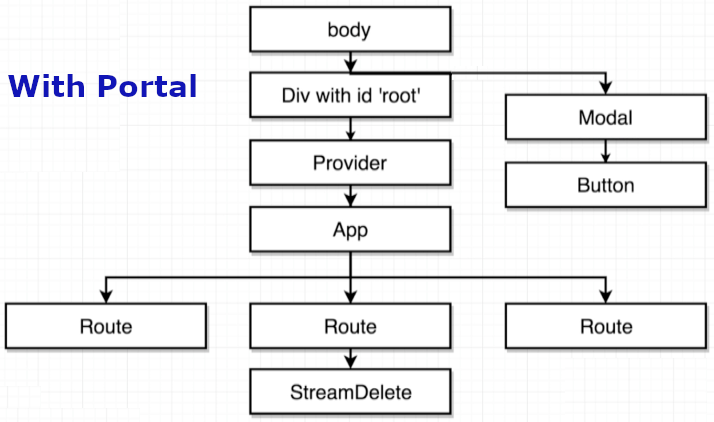 body
With Portal
Div with id 'root'
Modal
Provider
Button
App
Route
Route
Route
StreamDelete